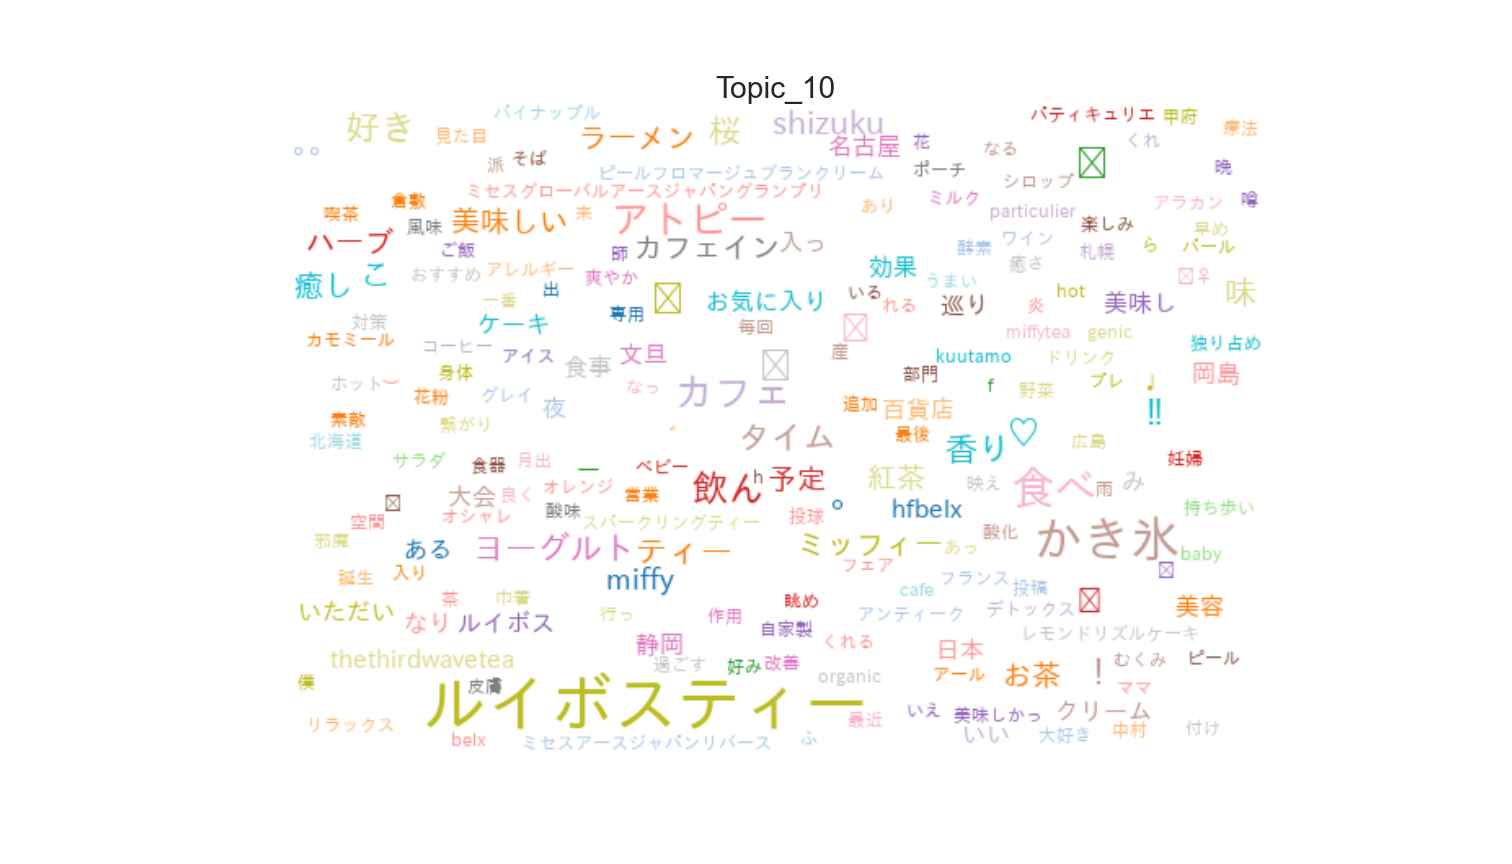 Topic_10
パイナップル
パティキュリエ
甲府
好き
見た目
ラーメン
桜
shizuku
名古屋
花
くれ
療法
。。
派
そば
なる
晩
ピールフロマージュブランクリーム
ポーチ
シロップ
ミセスグローバルアースジャパングランプリ
ミルク
アラカン
噂
喫茶
倉敷
風味
美味しい
来
アトピー
あり
particulier
楽しみ
早め
ハーブ
ご飯
師
カフェイン
入っ
酵素
ワイン
札幌
ら
パール
癒し
こ
おすすめ
アレルギー
爽やか
効果
うまい
癒さ
♀
一番
出
専用
お気に入り
いる
れる
巡り
炎
hot
美味し
味
対策
ケーキ
毎回
miffytea
genic
カモミール
コーヒー
アイス
食事
文旦
産
kuutamo
ドリンク
独り占め
ホット
身体
なっ
カフェ
部門
f
野菜
プレ
♩
岡島
花粉
グレイ
夜
追加
百貨店
‼
素敵
北海道
繋がり
タイム
最後
香り
♡
広島
サラダ
食器
月出
ベビー
飲ん
h
予定
紅茶
映え
食べ
雨
み
妊婦
大会
良く
オレンジ
営業
空間
オシャレ
酸味
スパークリングティー
投球
。
hfbelx
酸化
かき氷
持ち歩い
邪魔
ある
ヨーグルト
ティー
ミッフィー
あっ
フェア
baby
誕生
入り
miffy
cafe
フランス
投稿
茶
巾着
眺め
いただい
なり
ルイボス
行っ
作用
自家製
アンティーク
デトックス
美容
静岡
くれる
レモンドリズルケーキ
thethirdwavetea
過ごす
好み
改善
organic
日本
アール
お茶
!
むくみ
ピール
僕
皮膚
ルイボスティー
ママ
リラックス
最近
いえ
美味しかっ
クリーム
belx
ミセスアースジャパンリバース
ふ
いい
大好き
中村
付け